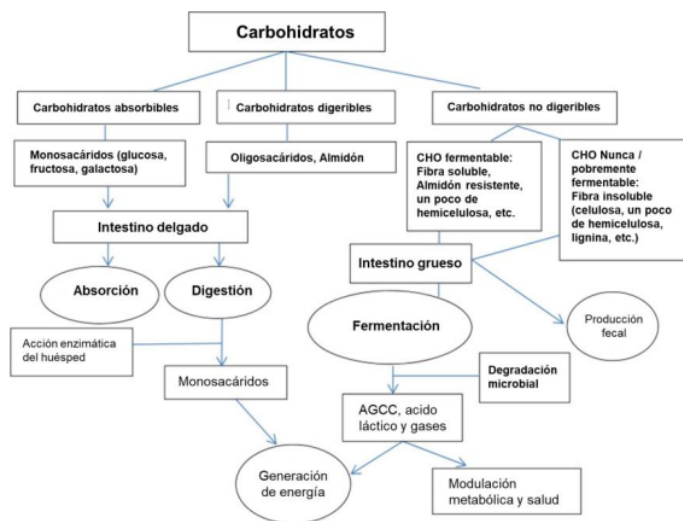 Carbohidratos
Carbohidratos absorbibles
Carbohidratos digeribles
Carbohidratos no digeribles
Monosacáridos (glucosa,
fructosa, galactosa)
Oligosacáridos, Almidón
CHO fermentable:
Fibra soluble,
Almidón resistente,
un poco de
hemicelulosa, etc.
CHO Nunca /
pobremente
fermentable:
Fibra insoluble
(celulosa, un poco
de hemicelulosa,
lignina, etc.)
Intestino delgado
Intestino grueso
Absorción
Digestión
Fermentación
Producción
fecal
Acción enzimática
del huésped
Monosacáridos
Degradación
microbial
AGCC, acido
láctico y gases
Generación
de energía
Modulación
metabólica y salud